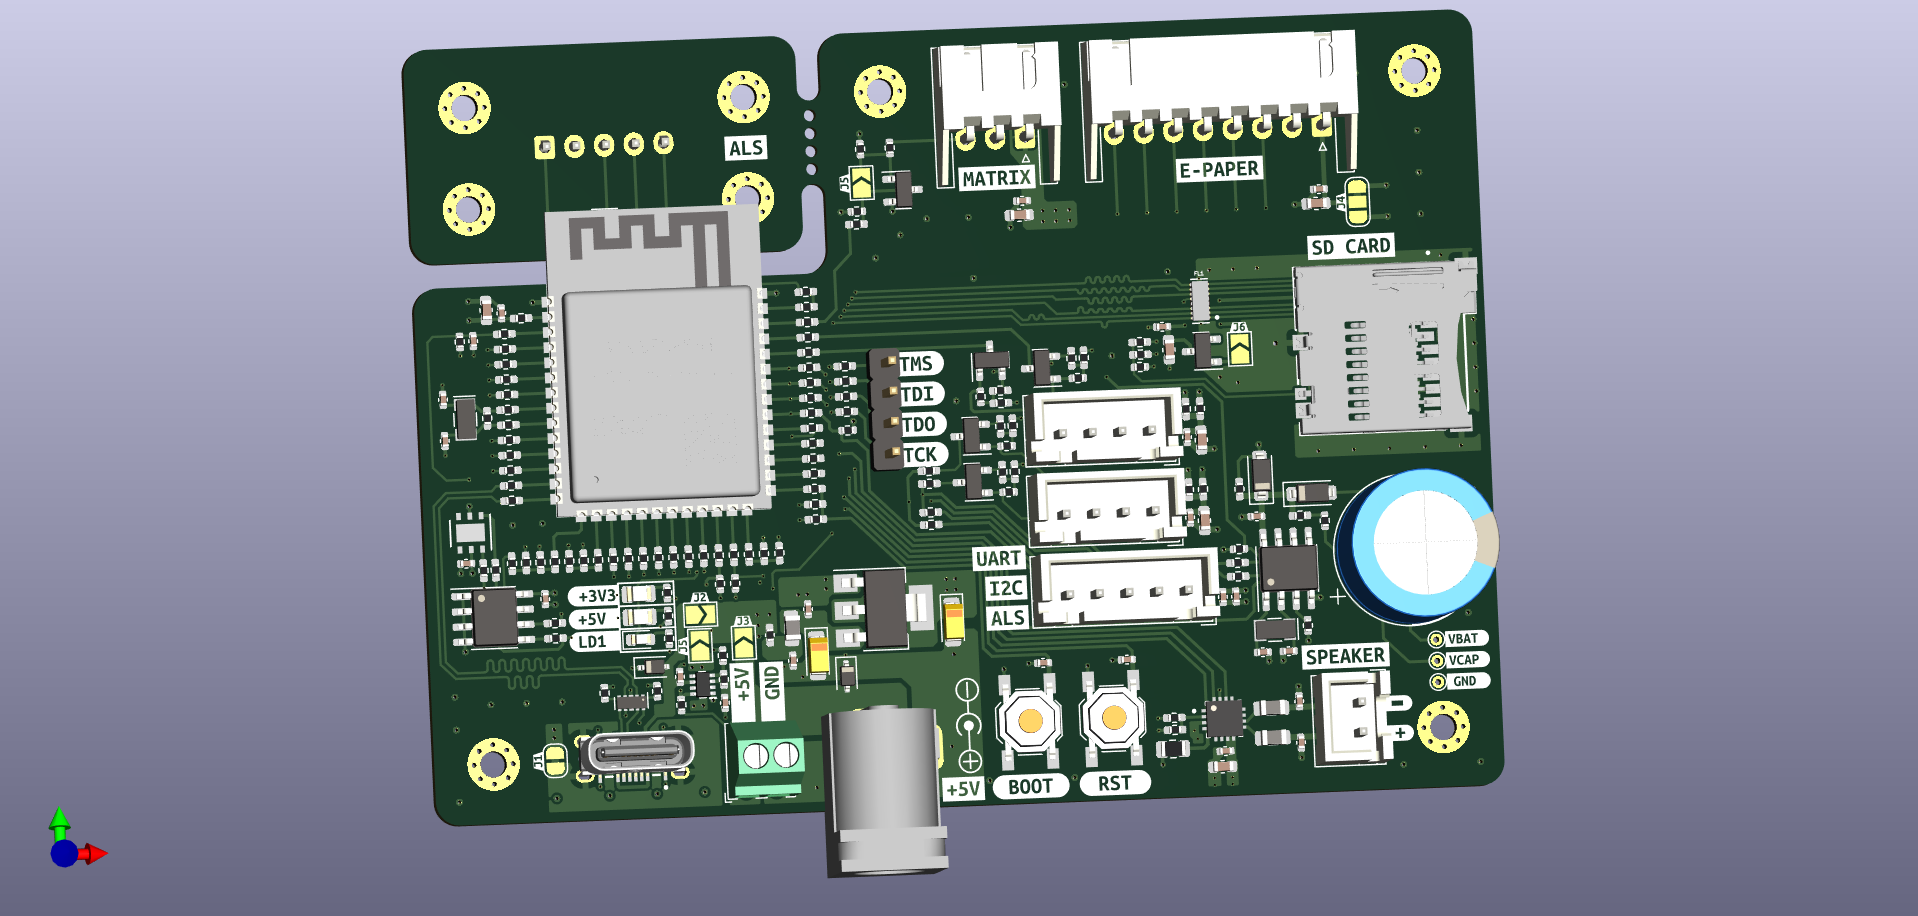 ALS
MATRIX
E-PAPER
J5
J4
SD CARD
FL1
J6
TMS
TDI
TDO
TCK
UART
I2C
ALS
+3V3
+5V
LD1
J2
J5
J3
+5V
GND
J1
+5V
BOOT
RST
SPEAKER
VBAT
VCAP
GND
+
-
+